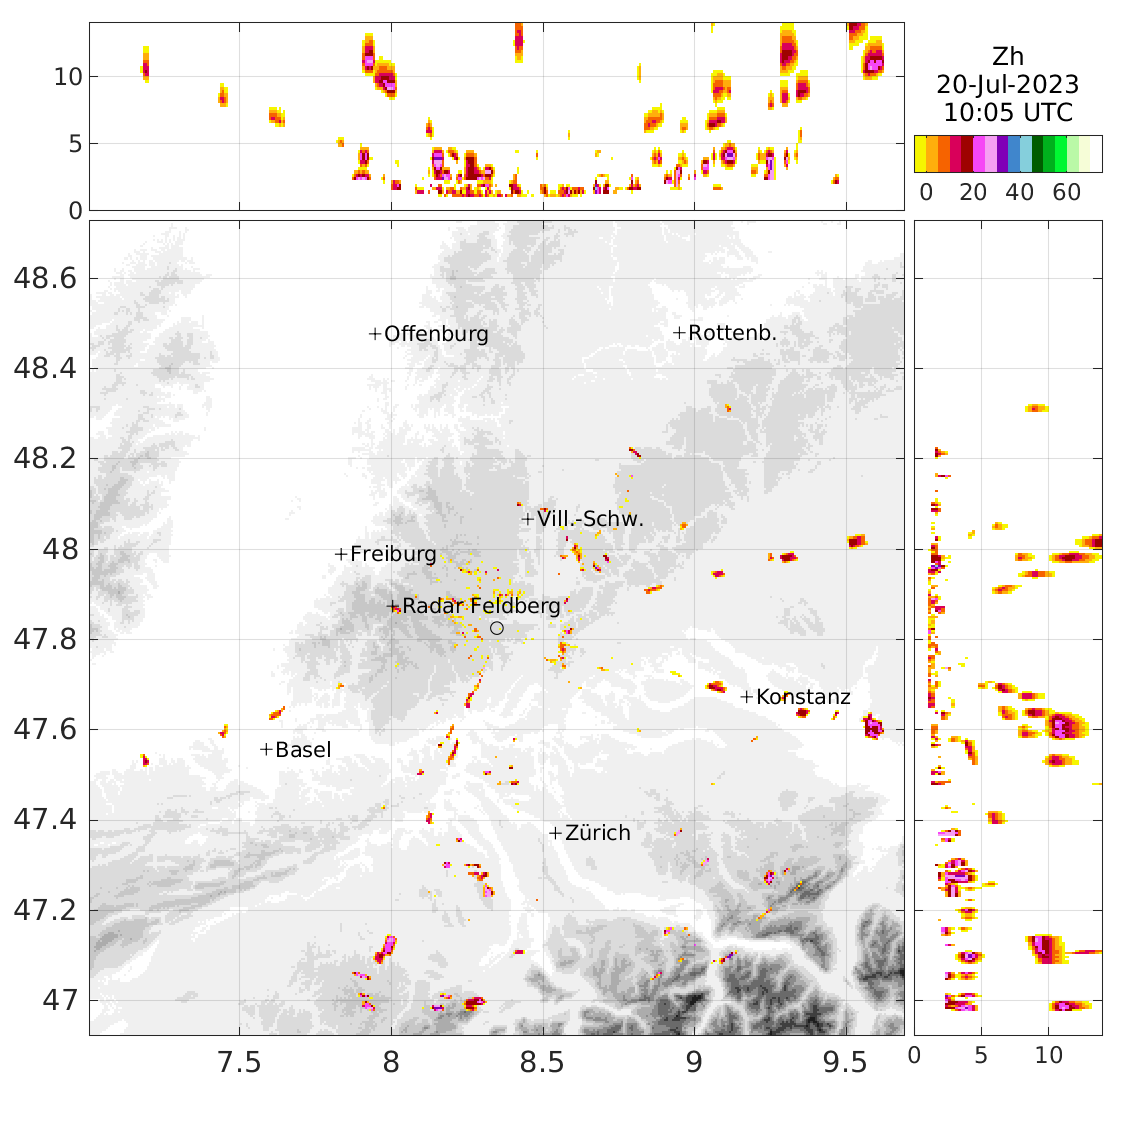 10
5
0
Zh
20-Jul-2023
10:05 UTC
0 20 40 60
48.6
48.4
48.2
48
47.8
47.6
47.4
47.2
47
+Offenburg
+Rottenb.
+Vill.-Schw.
+Freiburg
+Radar Feldberg
+Konstanz
+Basel
+Zürich
7.5 8 8.5 9 9.5
0 5 10